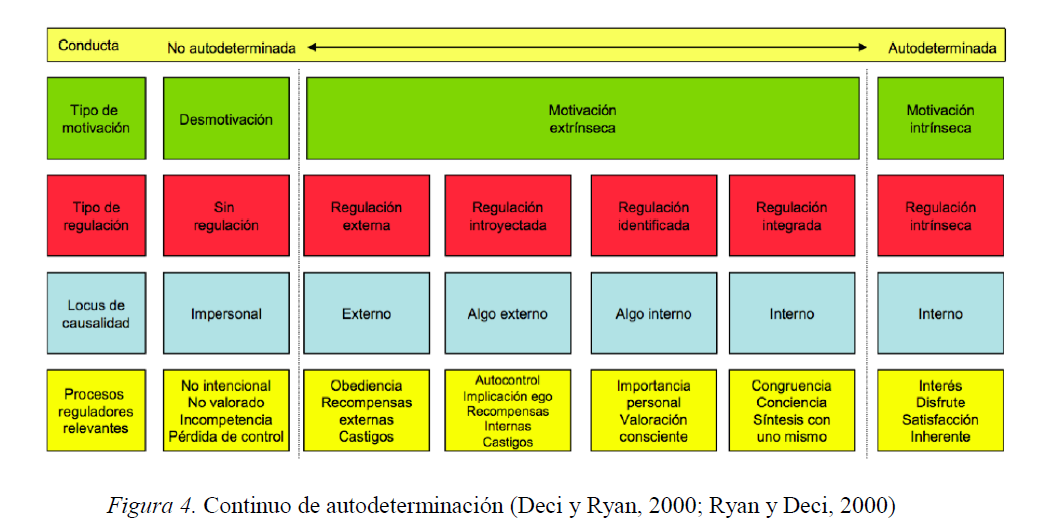 Conducta
No autodeterminada
Autodeterminada
Tipo de
motivación
Desmotivación
Motivación
extrínseca
Motivación
intrínseca
Tipo de
regulación
Sin
regulación
Regulación
externa
Regulación
introyectada
Regulación
identificada
Regulación
integrada
Regulación
intrínseca
Locus de
causalidad
Impersonal
Externo
Algo externo
Algo interno
Interno
Interno
Procesos
reguladores
relevantes
No intencional
No valorado
Incompetencia
Pérdida de control
Obediencia
Recompensas
externas
Castigos
Autocontrol
Implicación ego
Recompensas
Internas
Castigos
Importancia
personal
Valoración
consciente
Congruencia
Conciencia
Síntesis con
uno mismo
Interés
Disfrute
Satisfacción
Inherente
Figura 4. Continuo de autodeterminación (Deci y Ryan, 2000; Ryan y Deci, 2000)